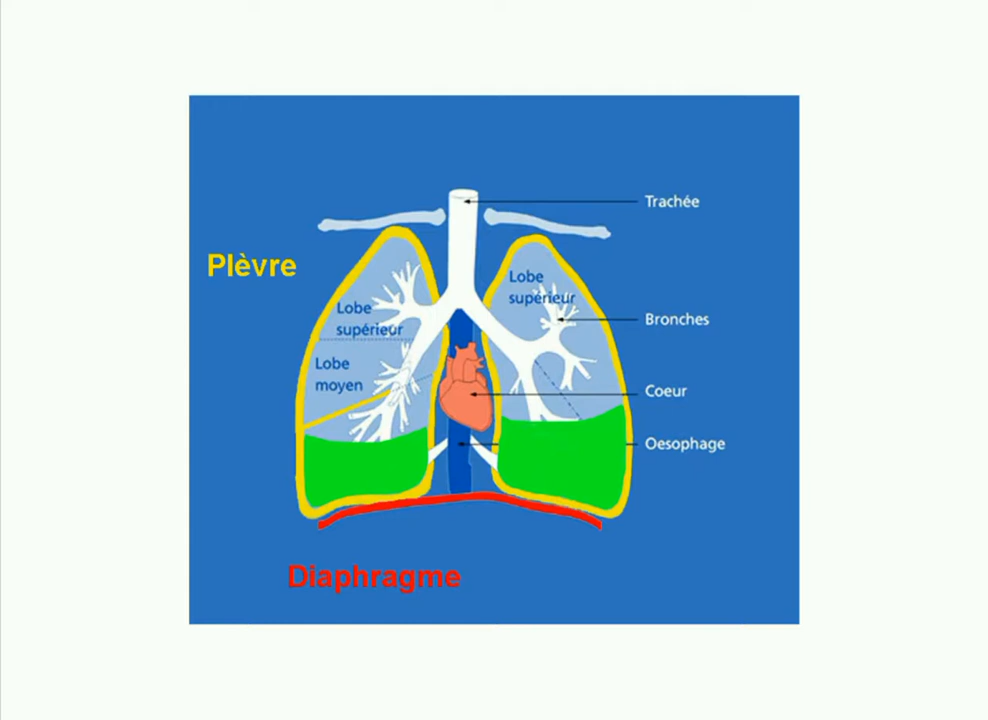 Trachée
Plèvre
Lobe
supérieur
Lobe
supérieur
Bronches
Lobe
moyen
Coeur
Oesophage
Diaphragme